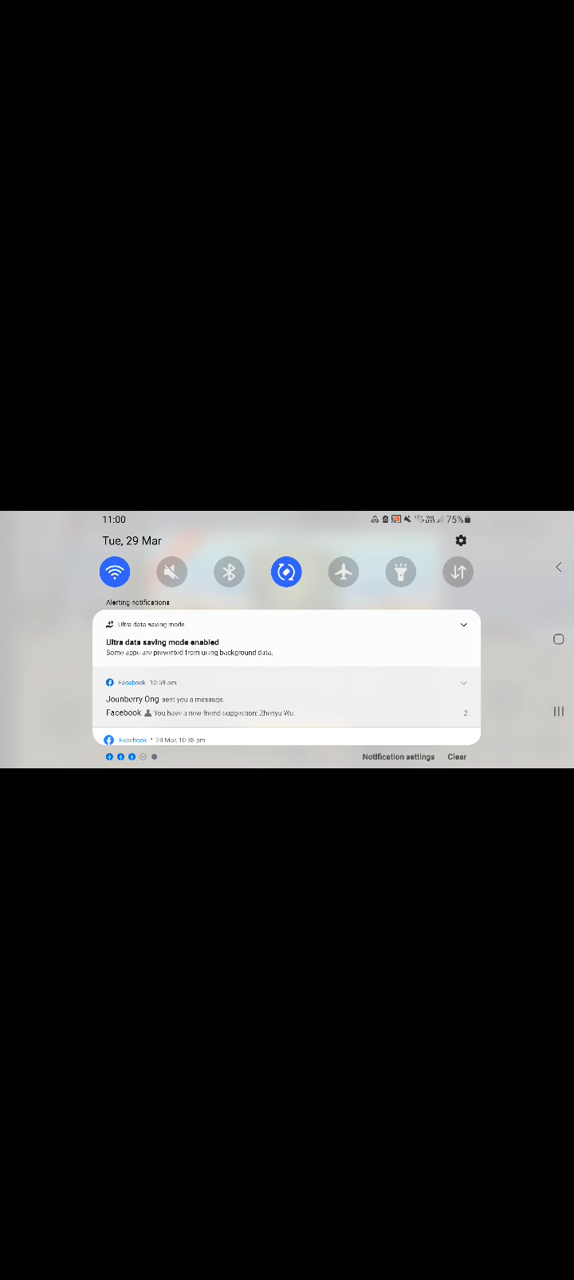 11:00
75%
Tue, 29 Mar
Alerting notifications
Ultra data saving mode
Ultra data saving mode enabled
Some apps are prevented from using background data.
Facebook 10:59 am
Jounberry Ong sent you a message.
Facebook You have a new friend suggestion: Zhenyu Wu.
2
Facebook • 28 Mar, 10:38 pm
Notification settings
Clear